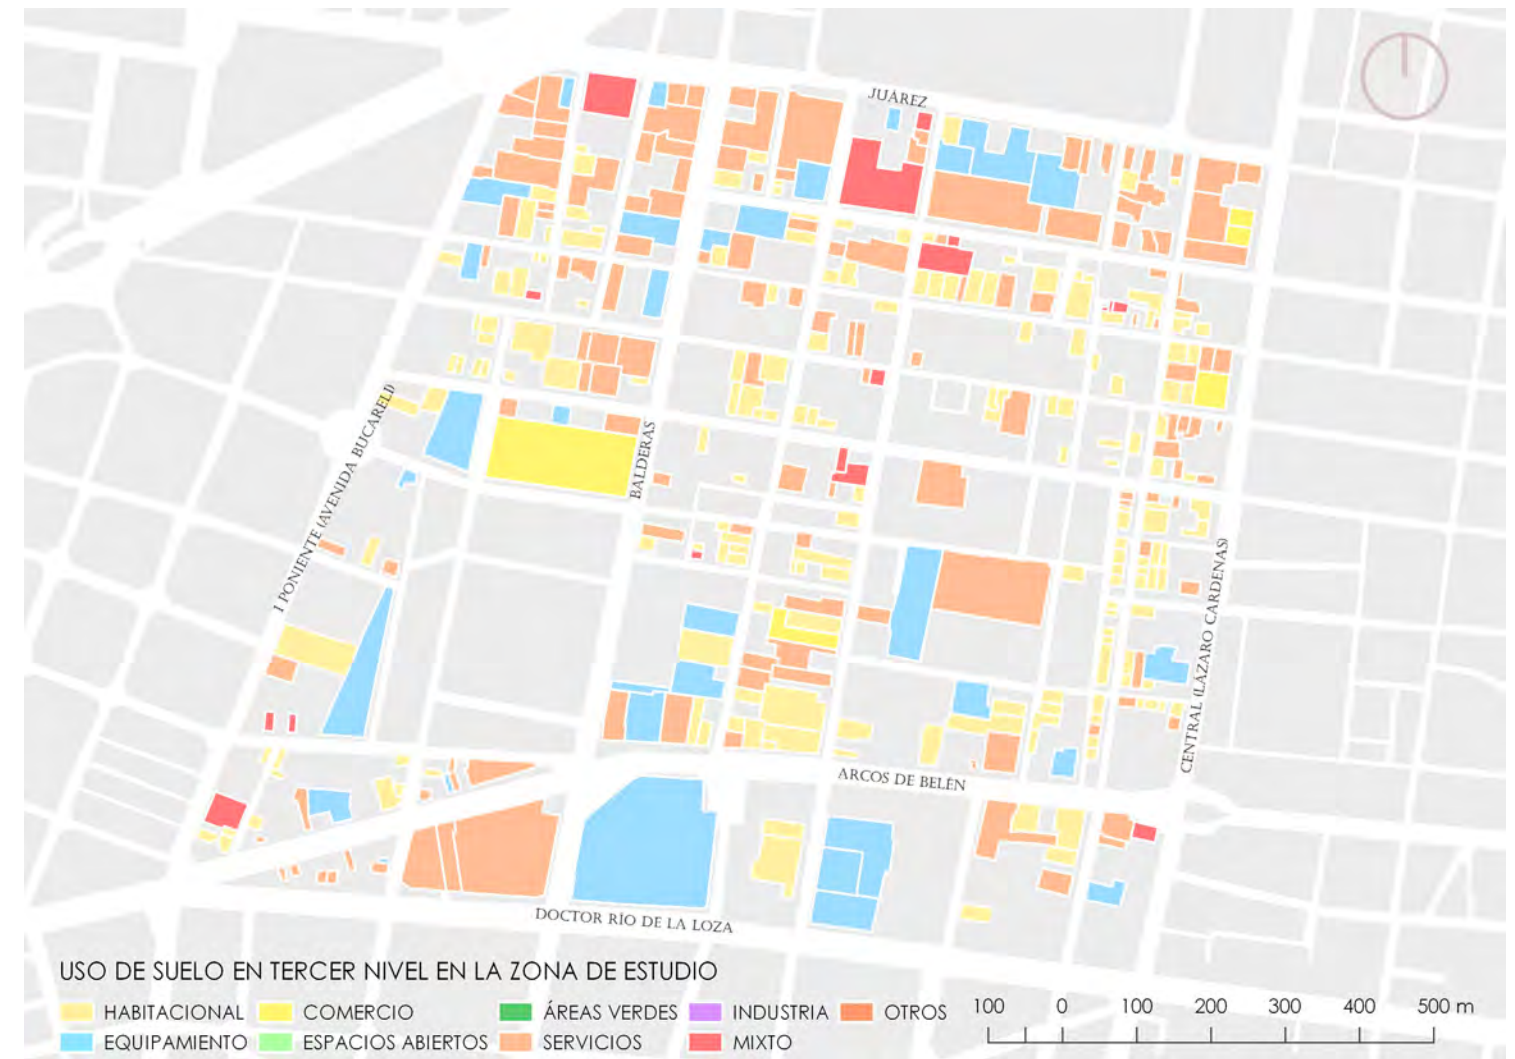 JUÁREZ
BALDERAS
1 PONIENTE (AVENIDA BUCARELI)
CENTRAL (LÁZARO CARDENAS)
ARCOS DE BELÉN
DOCTOR RÍO DE LA LOZA
USO DE SUELO EN TERCER NIVEL EN LA ZONA DE ESTUDIO
HABITACIONAL COMERCIO ÁREAS VERDES INDUSTRIA OTROS
EQUIPAMIENTO ESPACIOS ABIERTOS SERVICIOS MIXTO
100 0 100 200 300 400 500 m